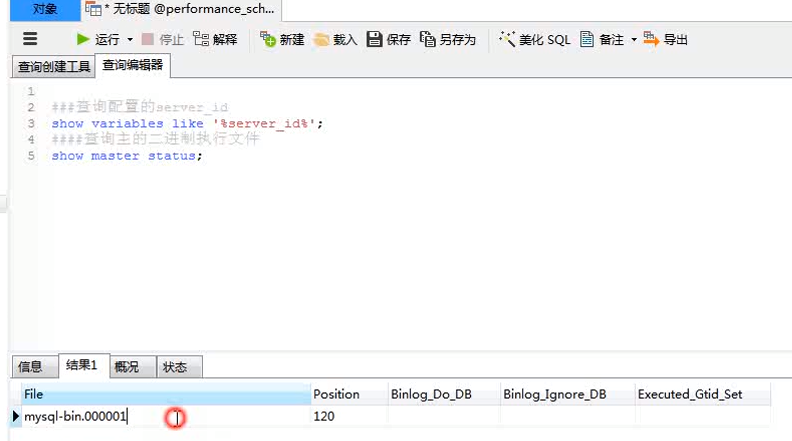 对象
* 无标题 @performance_sch...
运行 停止 解释 新建 载入 保存 另存为 美化 SQL 备注 导出
查询创建工具 查询编辑器
1
2 ###查询配置的server_id
3 show variables like '%server_id%';
4 ####查询主的二进制执行文件
5 show master status;
信息 结果1 概况 状态
File Position Binlog_Do_DB Binlog_Ignore_DB Executed_Gtid_Set
mysql-bin.000001 120